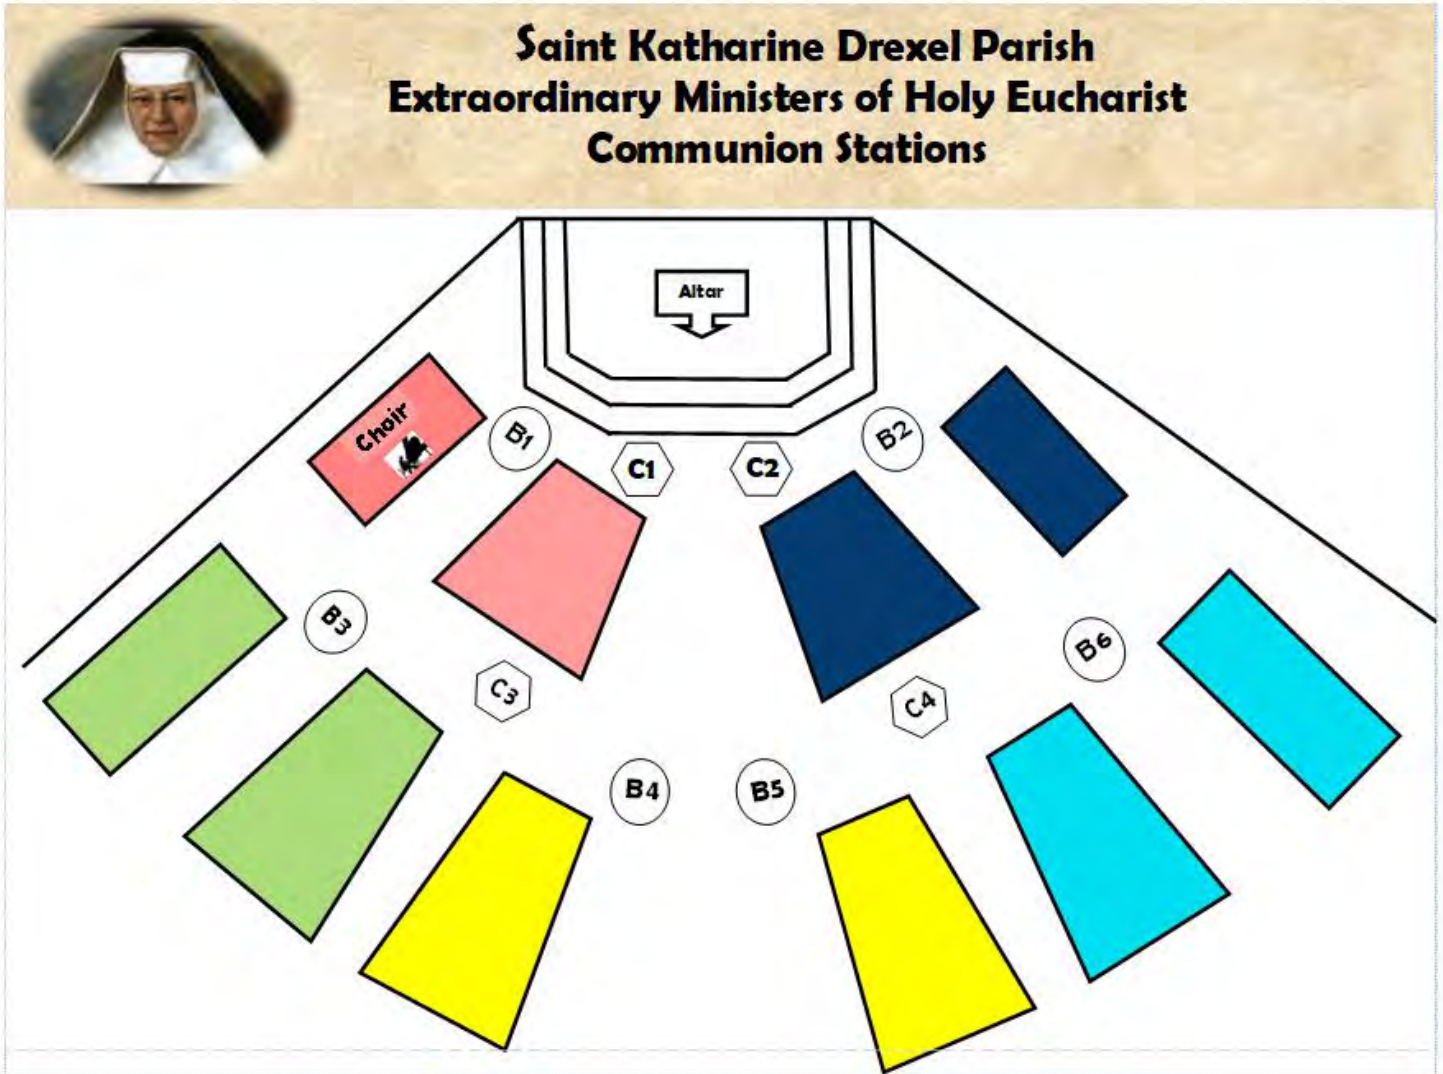 Saint Katharine Drexel Parish
Extraordinary Ministers of Holy Eucharist
Communion Stations
Altar
Choir
B1
C1
C2
B2
B3
B6
C3
C4
B4
B5